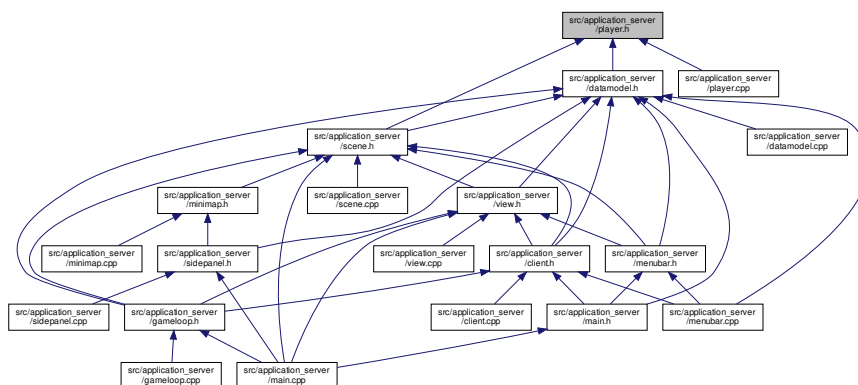 src/application_server
/player.h
src/application_server
/datamodel.h
src/application_server
/player.cpp
src/application_server
/scene.h
src/application_server
/datamodel.cpp
src/application_server
/minimap.h
src/application_server
/scene.cpp
src/application_server
/view.h
src/application_server
/minimap.cpp
src/application_server
/sidepanel.h
src/application_server
/view.cpp
src/application_server
/client.h
src/application_server
/menubar.h
src/application_server
/sidepanel.cpp
src/application_server
/gameloop.h
src/application_server
/client.cpp
src/application_server
/main.h
src/application_server
/menubar.cpp
src/application_server
/gameloop.cpp
src/application_server
/main.cpp